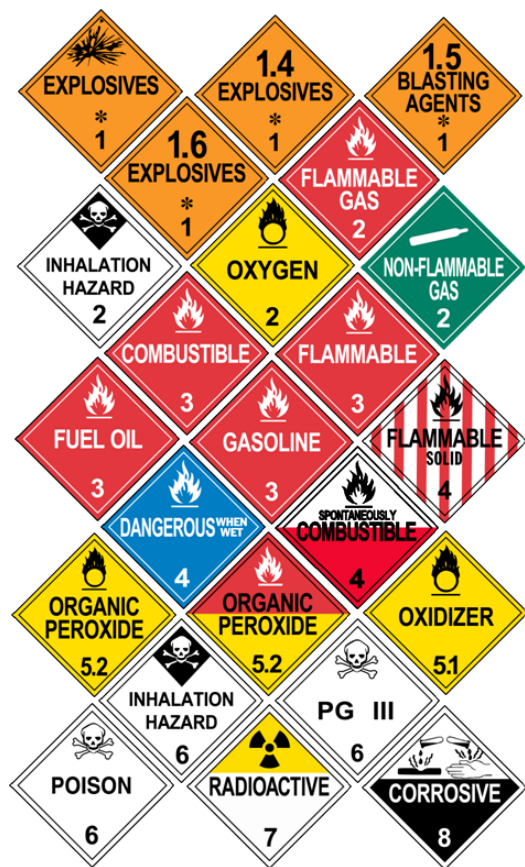 EXPLOSIVES
*
1
1.4
EXPLOSIVES
*
1
1.5
BLASTING
AGENTS
*
1
1.6
EXPLOSIVES
*
1
FLAMMABLE
GAS
2
INHALATION
HAZARD
2
OXYGEN
2
NON-FLAMMABLE
GAS
2
COMBUSTIBLE
3
FLAMMABLE
3
FUEL OIL
3
GASOLINE
3
FLAMMABLE
SOLID
4
DANGEROUS WHEN WET
4
SPONTANEOUSLY
COMBUSTIBLE
4
ORGANIC
PEROXIDE
5.2
ORGANIC
PEROXIDE
5.2
OXIDIZER
5.1
INHALATION
HAZARD
6
PG III
6
POISON
6
RADIOACTIVE
7
CORROSIVE
8